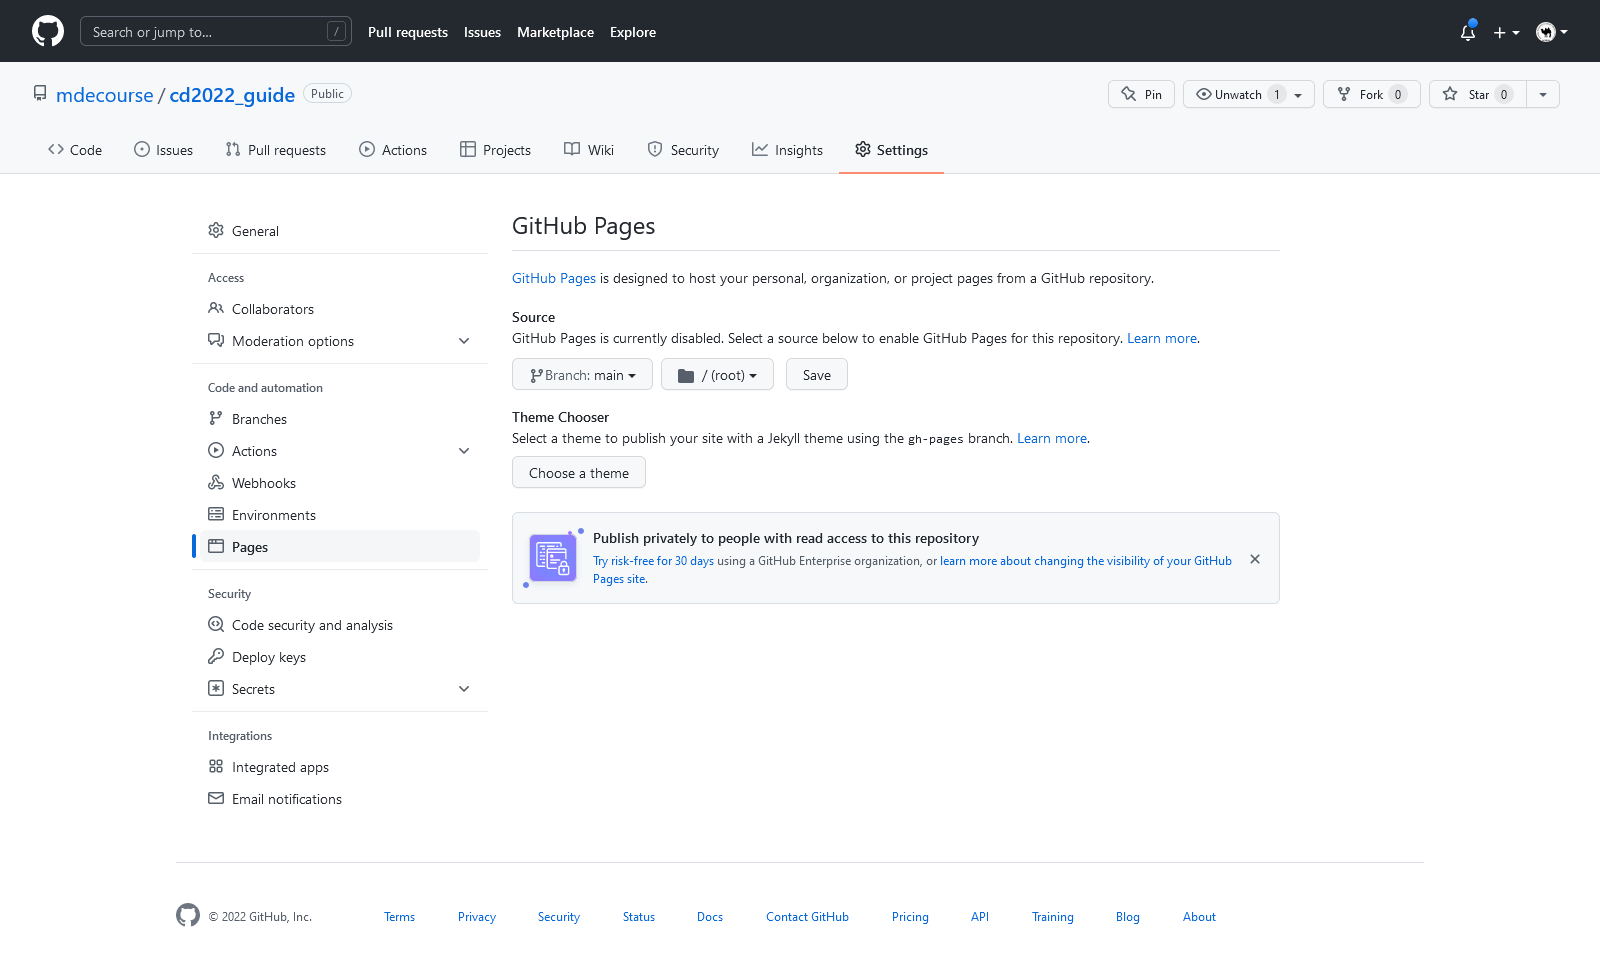 Search or jump to... / Pull requests Issues Marketplace Explore
mdecourse / cd2022_guide Public Pin Unwatch 1 Fork 0 Star 0
Code Issues Pull requests Actions Projects Wiki Security Insights Settings
General
Access
Collaborators
Moderation options
Code and automation
Branches
Actions
Webhooks
Environments
Pages
Security
Code security and analysis
Deploy keys
Secrets
Integrations
Integrated apps
Email notifications
GitHub Pages
GitHub Pages is designed to host your personal, organization, or project pages from a GitHub repository.
Source
GitHub Pages is currently disabled. Select a source below to enable GitHub Pages for this repository. Learn more.
Branch: main / (root) Save
Theme Chooser
Select a theme to publish your site with a Jekyll theme using the gh-pages branch. Learn more.
Choose a theme
Publish privately to people with read access to this repository
Try risk-free for 30 days using a GitHub Enterprise organization, or learn more about changing the visibility of your GitHub
Pages site.
© 2022 GitHub, Inc. Terms Privacy Security Status Docs Contact GitHub Pricing API Training Blog About